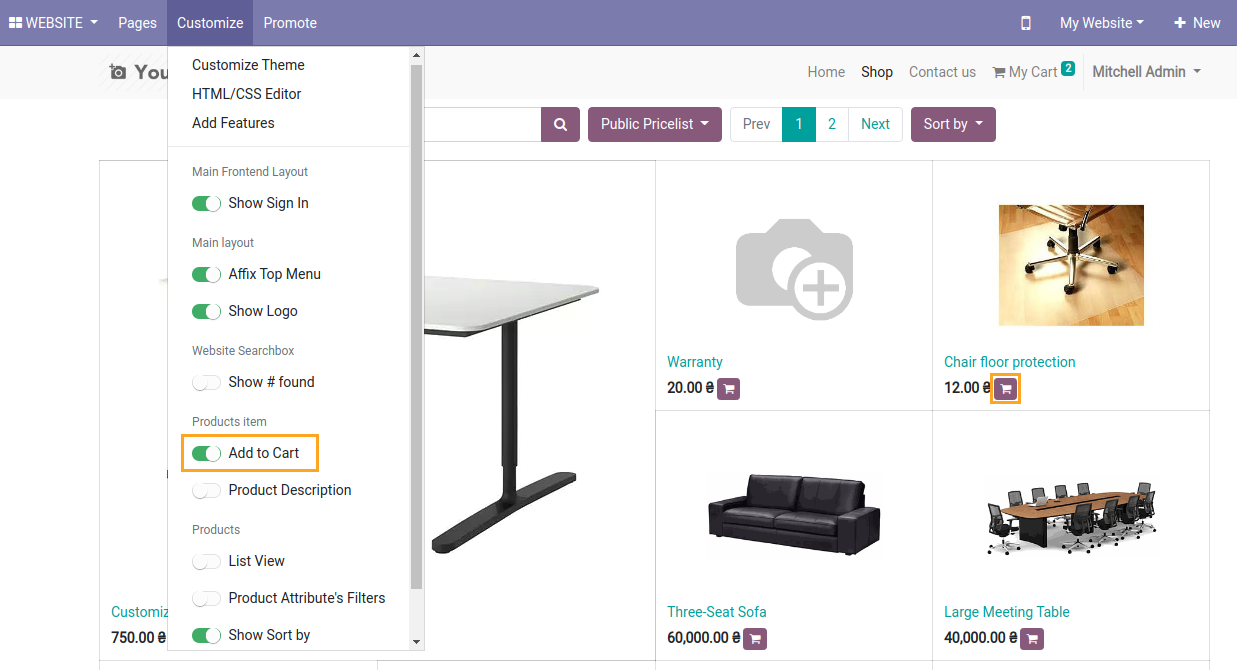 WEBSITE Pages Customize Promote My Website New
You
Home Shop Contact us My Cart 2 Mitchell Admin
Customize Theme
HTML/CSS Editor
Add Features
Public Pricelist Prev 1 2 Next Sort by
Main Frontend Layout
Show Sign In
Main layout
Affix Top Menu
Show Logo
Website Searchbox
Show # found
Products item
Add to Cart
Product Description
Products
List View
Product Attribute's Filters
Show Sort by
Customiz
750.00 ₴
Warranty
20.00 ₴
Chair floor protection
12.00 ₴
Three-Seat Sofa
60,000.00 ₴
Large Meeting Table
40,000.00 ₴